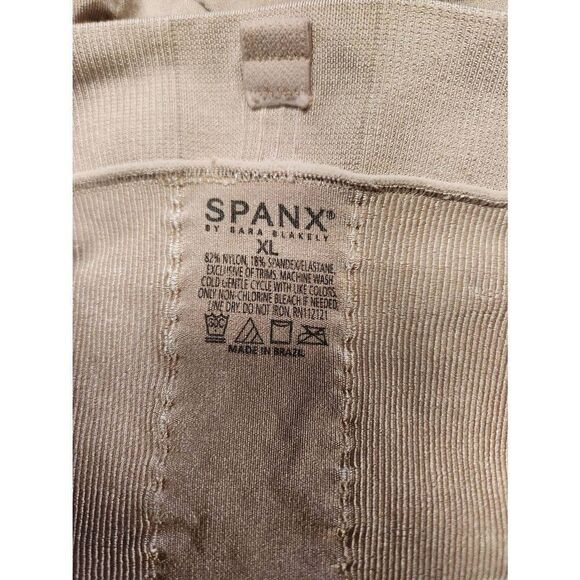 SPANX®
BY SARA BLAKELY
XL
82% NYLON, 18% SPANDEX/ELASTANE,
EXCLUSIVE OF TRIMS. MACHINE WASH
COLD GENTLE CYCLE WITH LIKE COLORS.
ONLY NON-CHLORINE BLEACH IF NEEDED.
LINE DRY. DO NOT IRON. RN112121
MADE IN BRAZIL